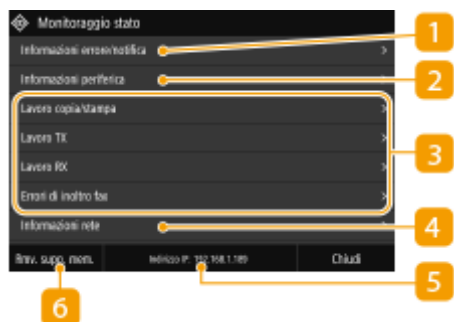 Monitoraggio stato
1
Informazioni errore/notifica
Informazioni periferica
2
Lavoro copia/stampa
Lavoro TX
3
Lavoro RX
Errori di inoltro fax
Informazioni rete
4
Rmv. supp. mem.
Indirizzo IP: 192.168.1.189
Chiudi
5
6